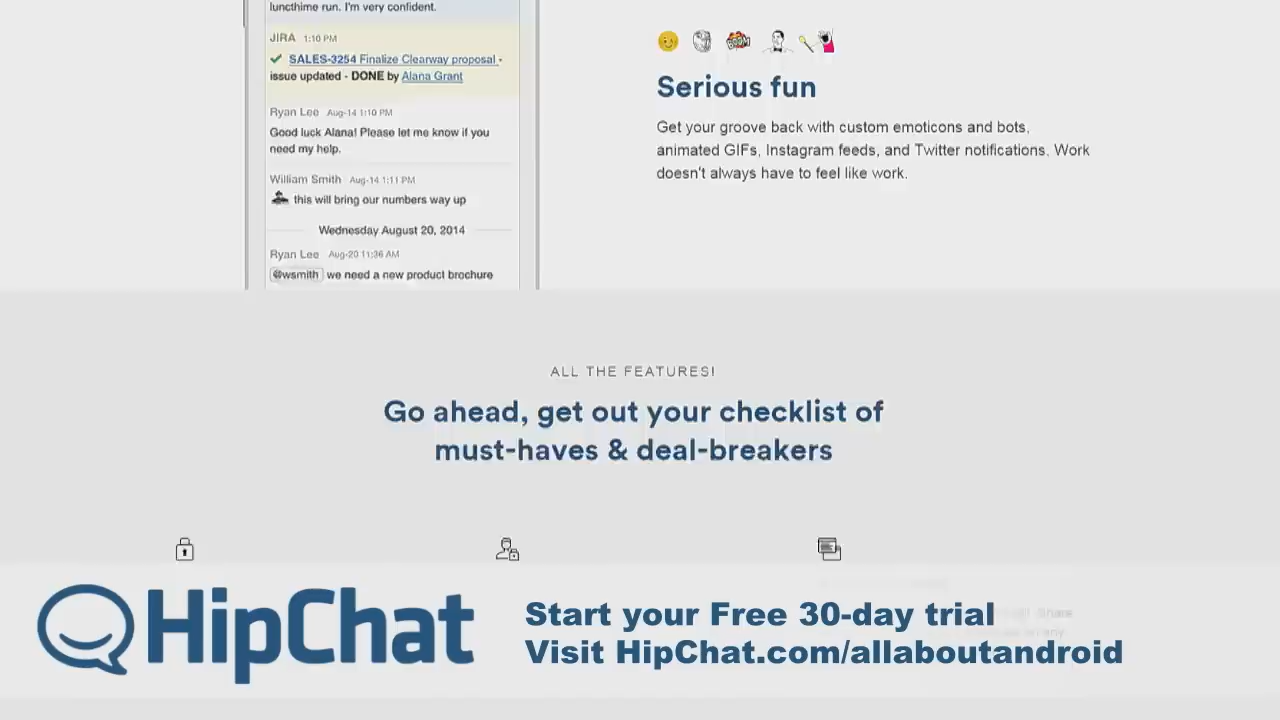 luncthime run. I'm very confident.
JIRA 1:10 PM
SALES-3254 Finalize Clearway proposal -
issue updated - DONE by Alana Grant
Ryan Lee Aug-14 1:10 PM
Good luck Alana! Please let me know if you
need my help.
William Smith Aug-14 1:11 PM
this will bring our numbers way up
Wednesday August 20, 2014
Ryan Lee Aug-20 11:36 AM
@wsmith we need a new product brochure
BOOM
Serious fun
Get your groove back with custom emoticons and bots,
animated GIFs, Instagram feeds, and Twitter notifications. Work
doesn't always have to feel like work.
ALL THE FEATURES!
Go ahead, get out your checklist of
must-haves & deal-breakers
HipChat
Start your Free 30-day trial
Visit HipChat.com/allaboutandroid